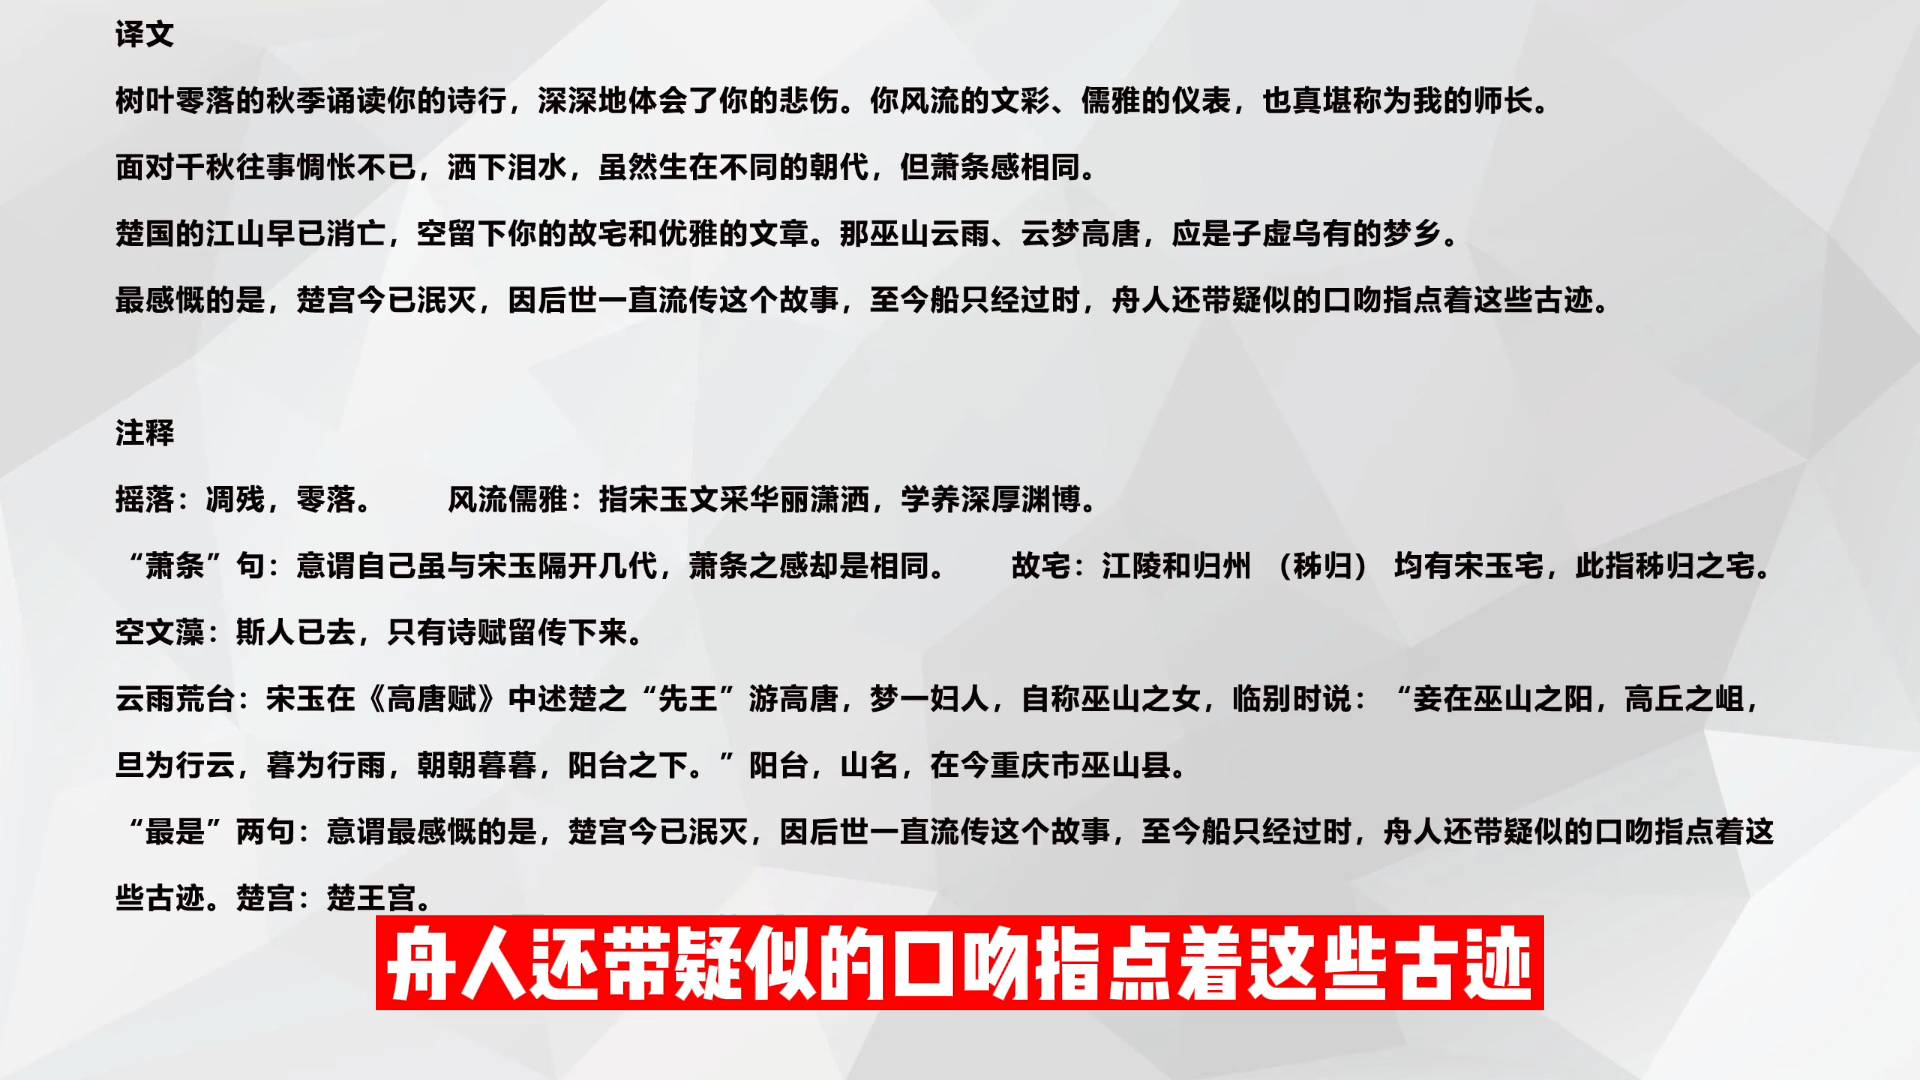 译文
树叶零落的秋季诵读你的诗行，深深地体会了你的悲伤。你风流的文彩、儒雅的仪表，也真堪称为我的师长。
面对千秋往事惆怅不已，洒下泪水，虽然生在不同的朝代，但萧条感相同。
楚国的江山早已消亡，空留下你的故宅和优雅的文章。那巫山云雨、云梦高唐，应是子虚乌有的梦乡。
最感慨的是，楚宫今已泯灭，因后世一直流传这个故事，至今船只经过时，舟人还带疑似的口吻指点着这些古迹。
注释
摇落：凋残，零落。 风流儒雅：指宋玉文采华丽潇洒，学养深厚渊博。
“萧条”句：意谓自己虽与宋玉隔开几代，萧条之感却是相同。 故宅：江陵和归州 （秭归） 均有宋玉宅，此指秭归之宅。
空文藻：斯人已去，只有诗赋留传下来。
云雨荒台：宋玉在《高唐赋》中述楚之“先王”游高唐，梦一妇人，自称巫山之女，临别时说：“妾在巫山之阳，高丘之岨，
旦为行云，暮为行雨，朝朝暮暮，阳台之下。”阳台，山名，在今重庆市巫山县。
“最是”两句：意谓最感慨的是，楚宫今已泯灭，因后世一直流传这个故事，至今船只经过时，舟人还带疑似的口吻指点着这
些古迹。楚宫：楚王宫。
舟人还带疑似的口吻指点着这些古迹